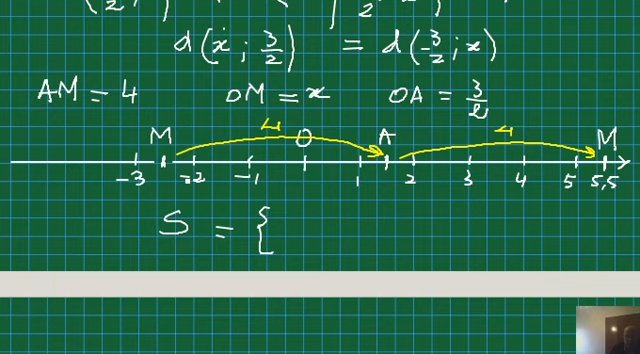 d(x ; 3/2) = d(-3/2 ; x)
AM = 4 OM = x OA = 3/2
4 4
M O A M
-3 -2 -1 1 2 3 4 5 5,5
S = {